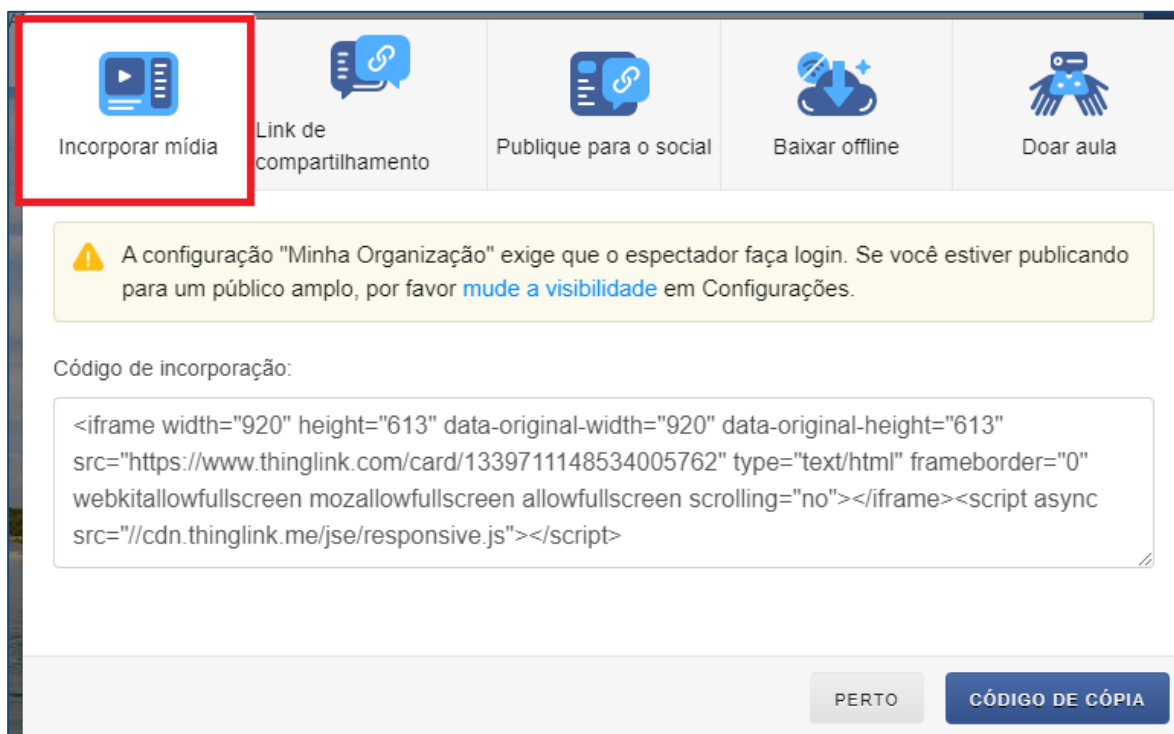 Incorporar mídia
Link de
compartilhamento
Publique para o social
Baixar offline
Doar aula
A configuração "Minha Organização" exige que o espectador faça login. Se você estiver publicando
para um público amplo, por favor mude a visibilidade em Configurações.
Código de incorporação:
<iframe width="920" height="613" data-original-width="920" data-original-height="613"
src="https://www.thinglink.com/card/1339711148534005762" type="text/html" frameborder="0"
webkitallowfullscreen mozallowfullscreen allowfullscreen scrolling="no"></iframe><script async
src="//cdn.thinglink.me/jse/responsive.js"></script>
PERTO
CÓDIGO DE CÓPIA